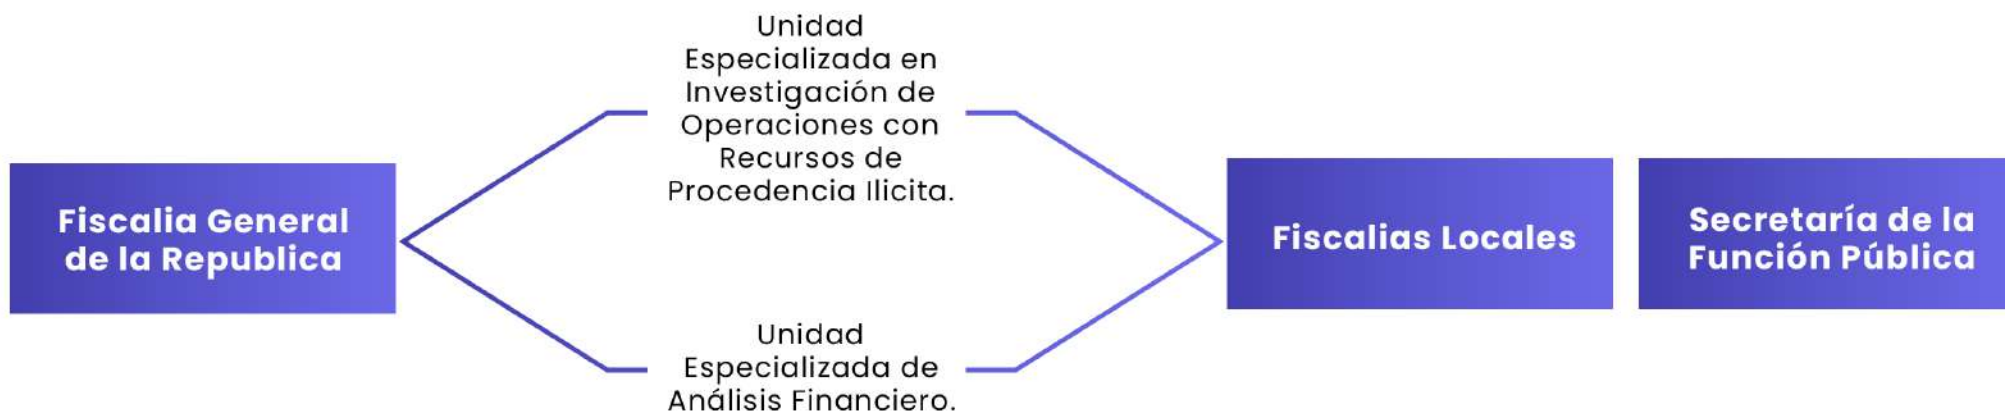 Fiscalia General
de la Republica
Unidad
Especializada en
Investigación de
Operaciones con
Recursos de
Procedencia Ilicita.
Unidad
Especializada de
Análisis Financiero.
Fiscalias Locales
Secretaría de la
Función Pública